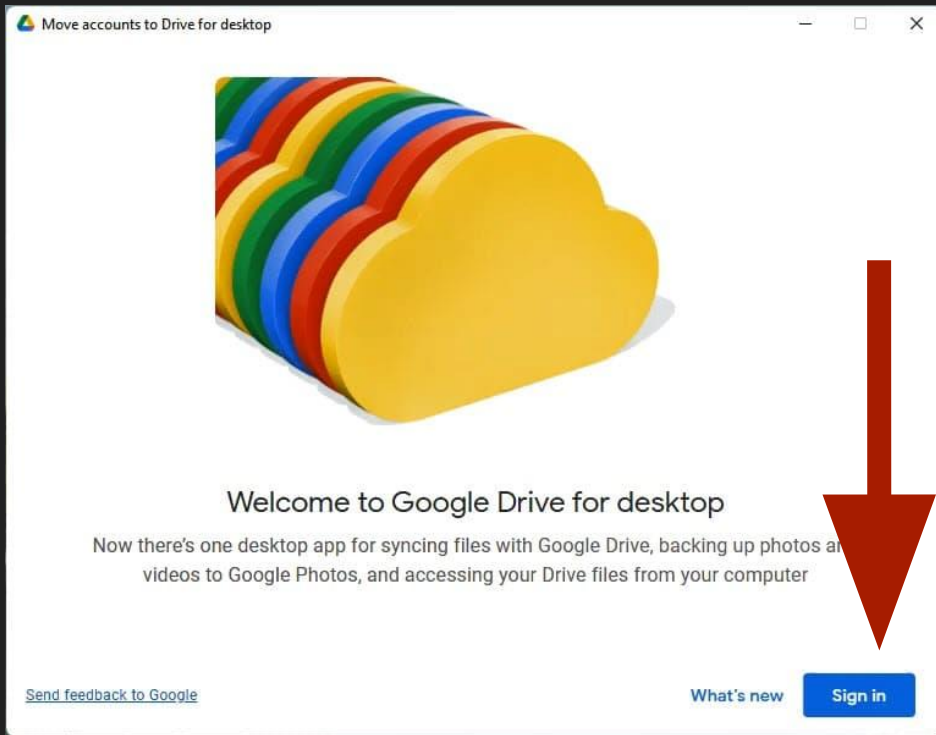 Move accounts to Drive for desktop
Welcome to Google Drive for desktop
Now there's one desktop app for syncing files with Google Drive, backing up photos
videos to Google Photos, and accessing your Drive files from your computer
Send feedback to Google
What's new
Sign in